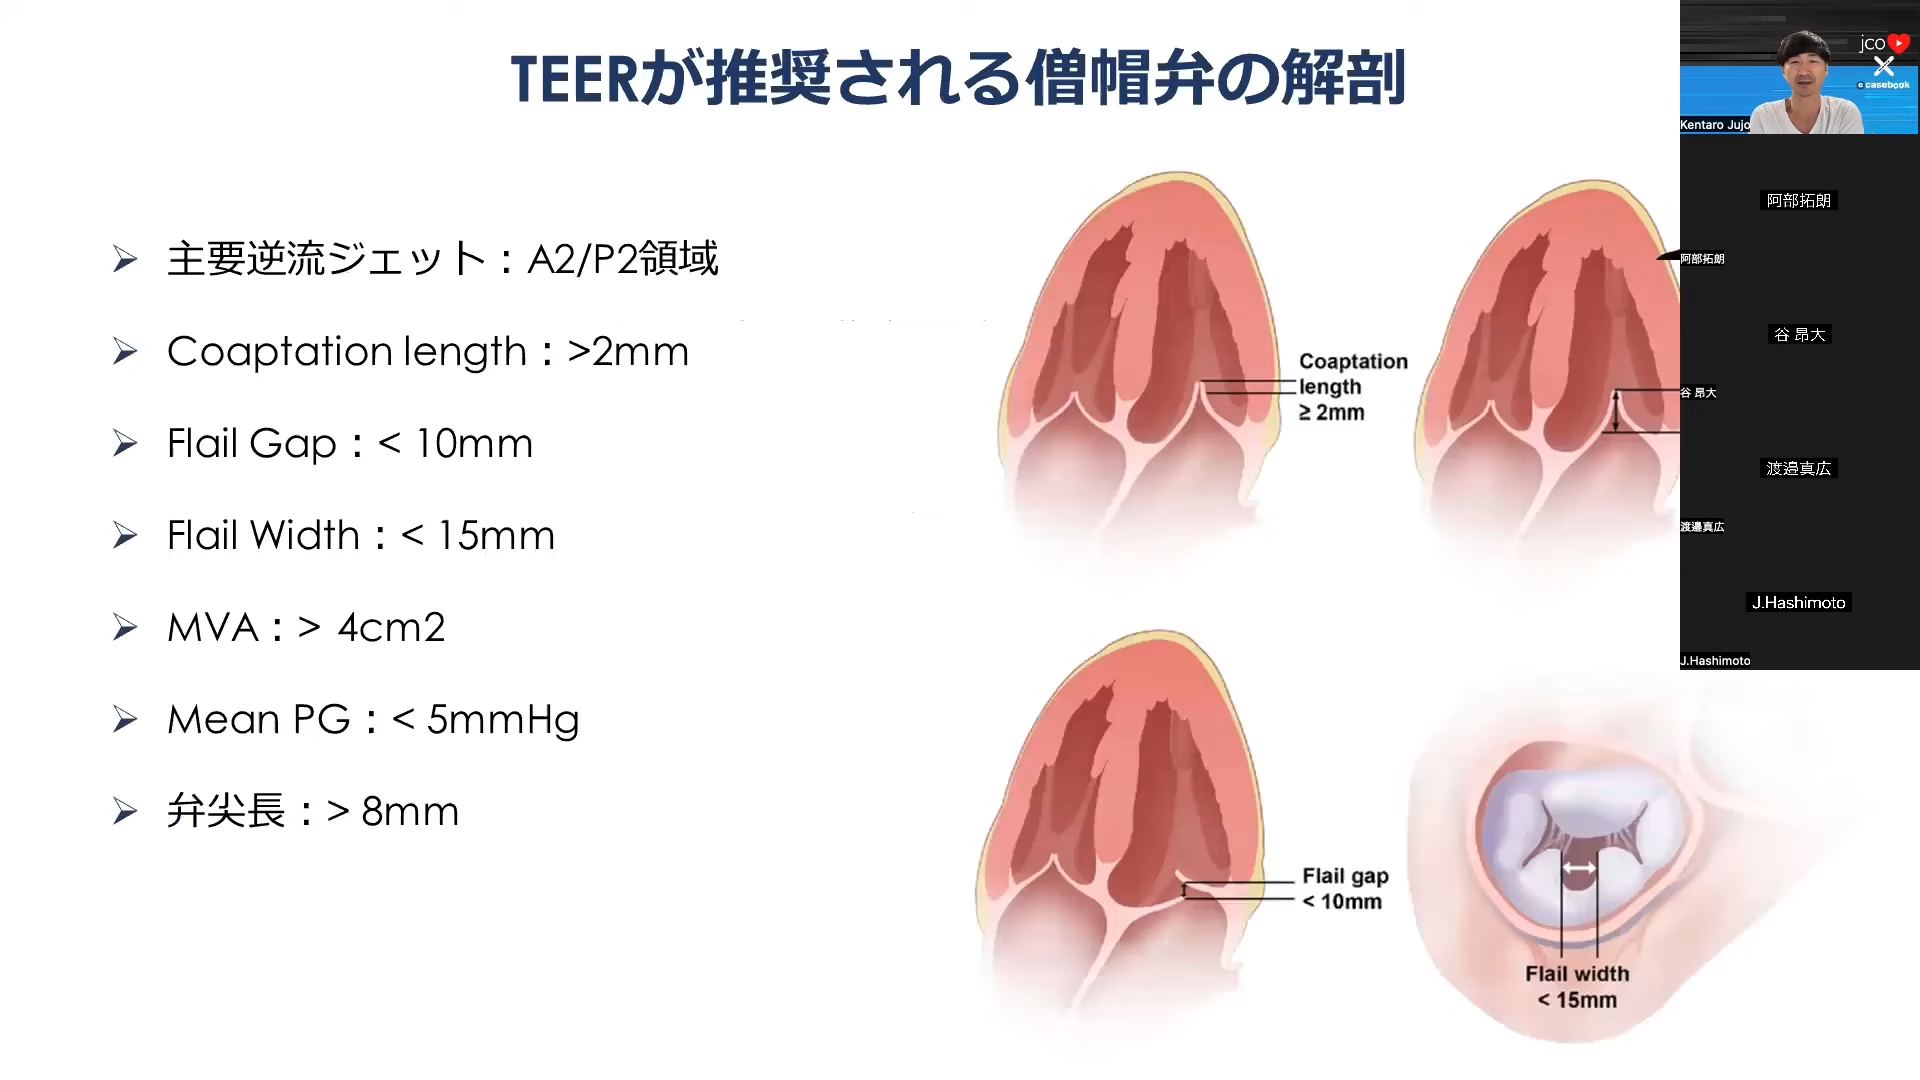 TEERが推奨される僧帽弁の解剖
主要逆流ジェット：A2/P2領域
Coaptation length：>2mm
Flail Gap：< 10mm
Flail Width：< 15mm
MVA：> 4cm2
Mean PG：< 5mmHg
弁尖長：> 8mm
Coaptation
length
≥ 2mm
Flail gap
< 10mm
Flail width
< 15mm
jco
e casebook
Kentaro Jujo
阿部拓朗
阿部拓朗
谷 昂大
谷 昂大
渡邉真広
渡邉真広
J.Hashimoto
J.Hashimoto